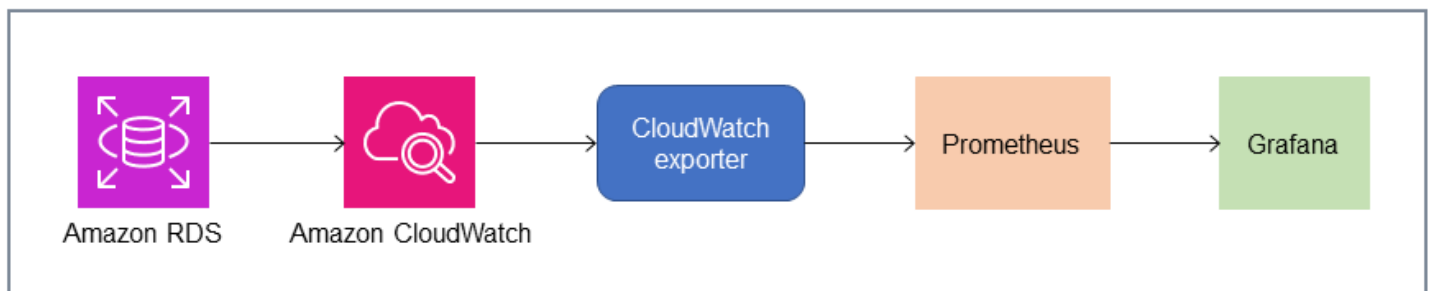 Amazon RDS
Amazon CloudWatch
CloudWatch
exporter
Prometheus
Grafana